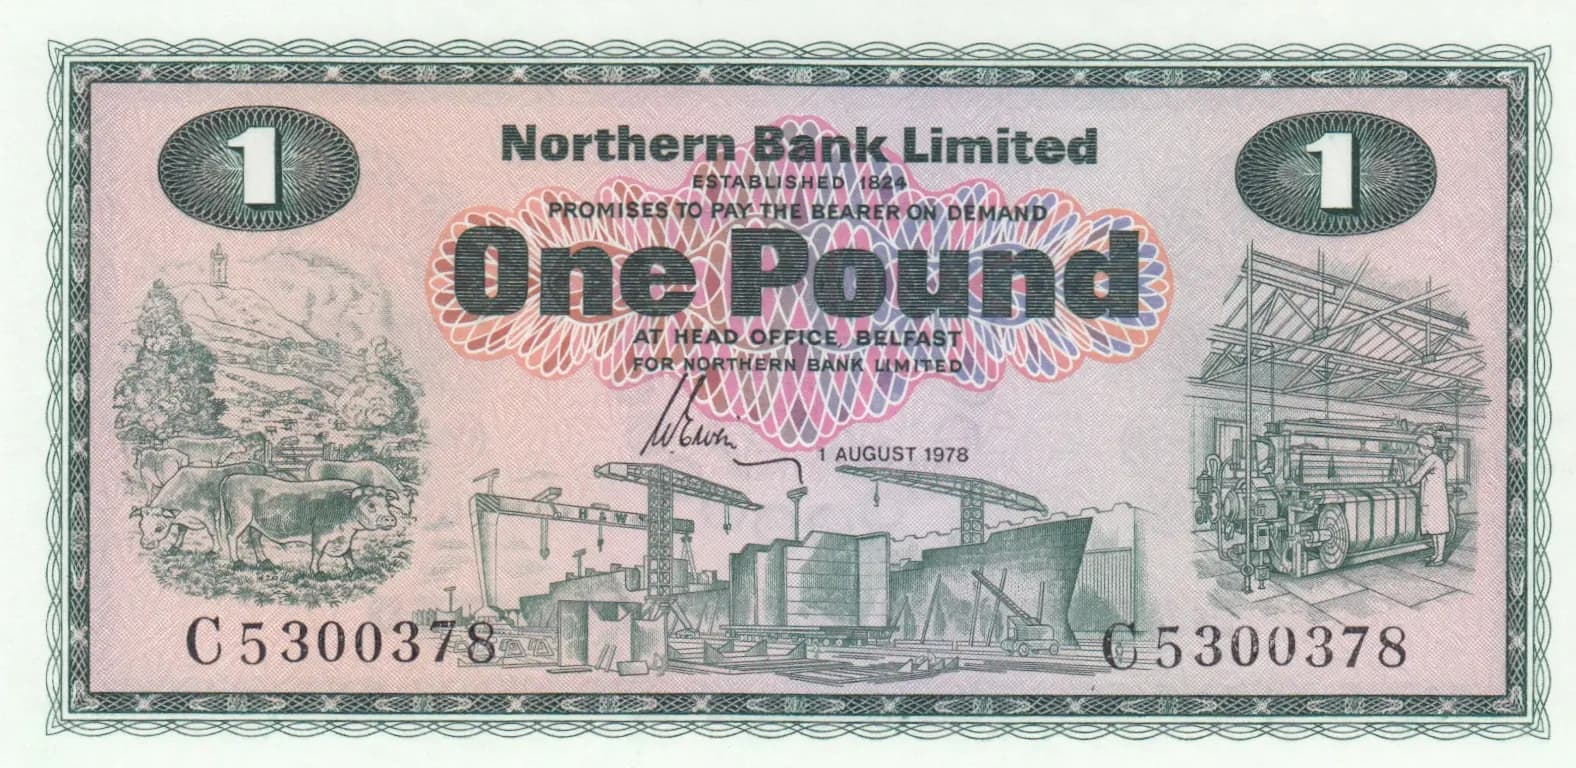 1
1
Northern Bank Limited
ESTABLISHED 1824
PROMISES TO PAY THE BEARER ON DEMAND
One Pound
AT HEAD OFFICE, BELFAST
FOR NORTHERN BANK LIMITED
1 AUGUST 1978
H&W
C5300378
C5300378